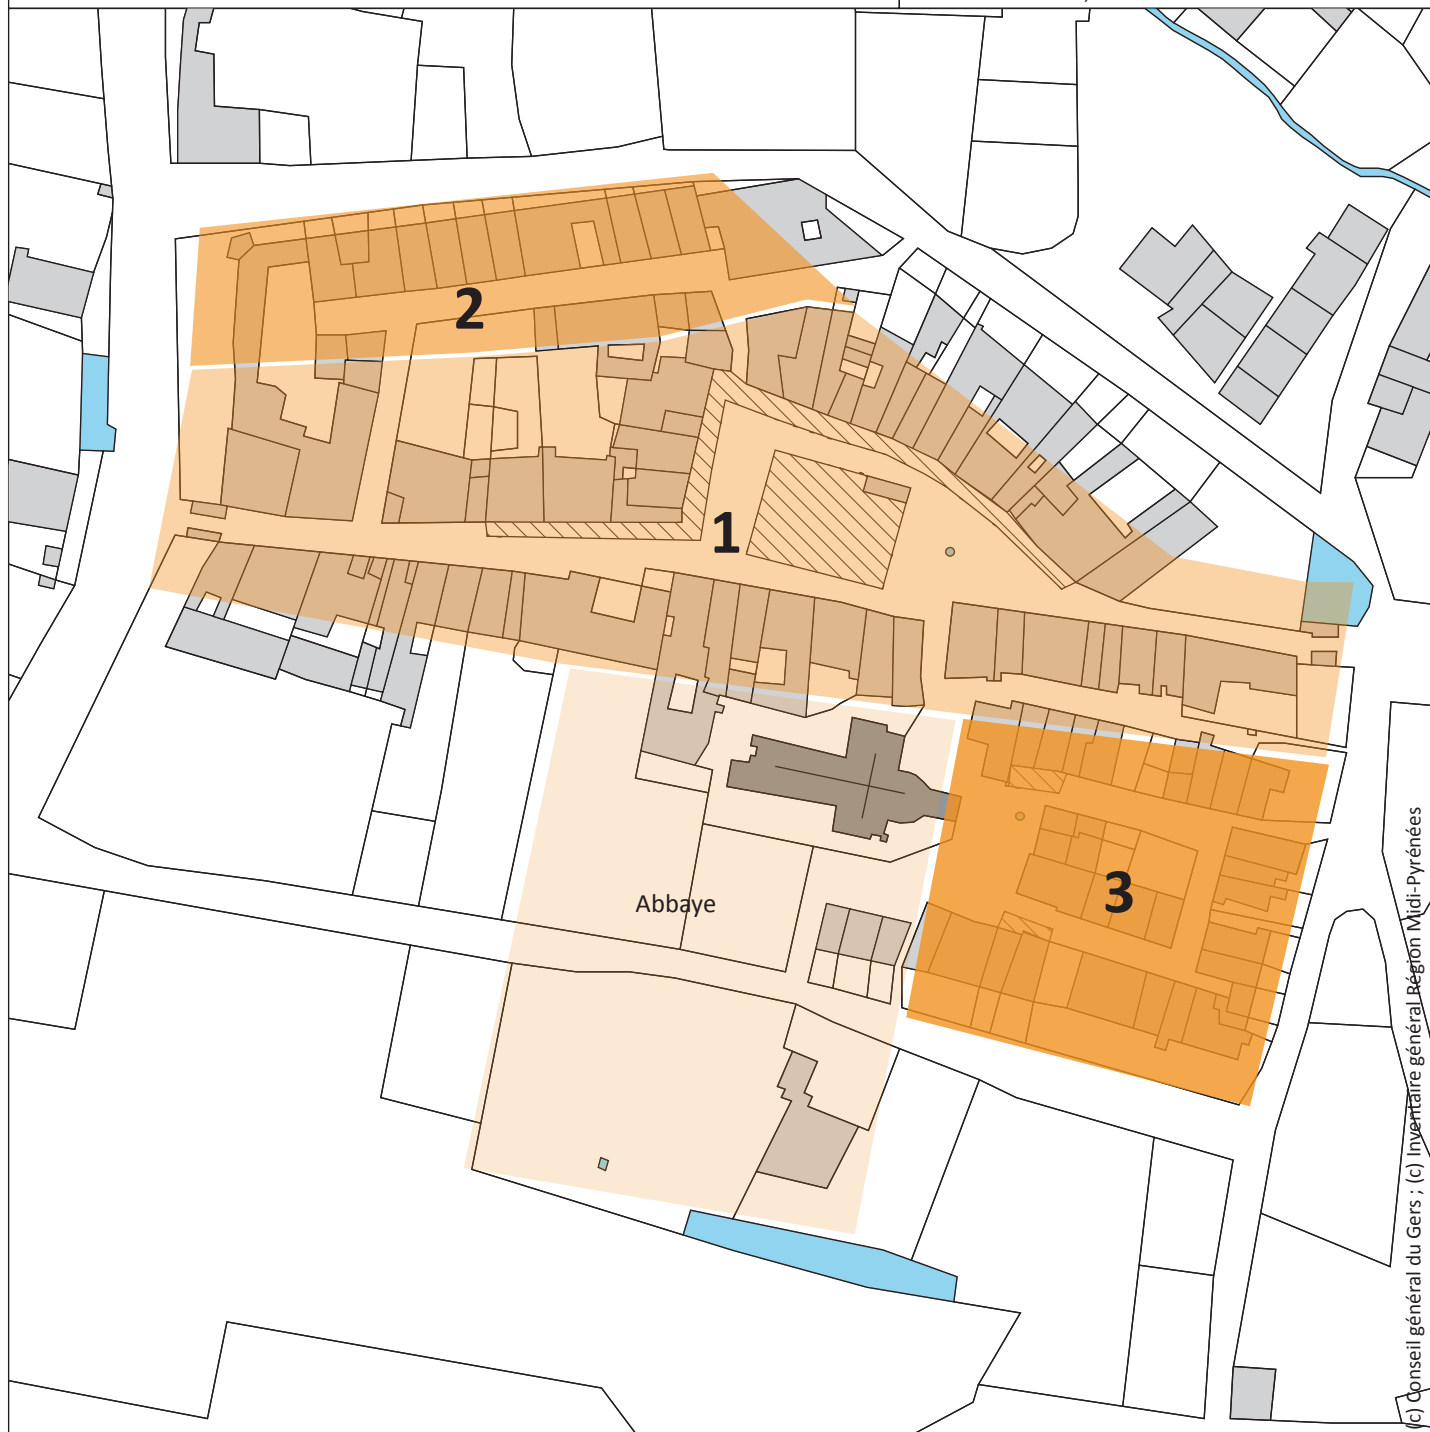 2
1
3
Abbaye
(c) Conseil général du Gers ; (c) Inventaire général Région Midi-Pyrénées